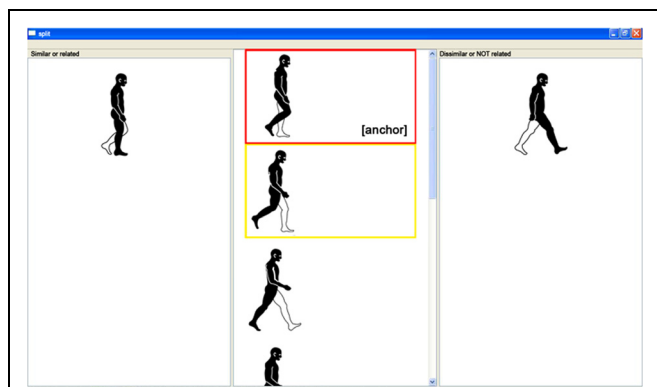 split
Similar or related
Dissimilar or NOT related
[anchor]